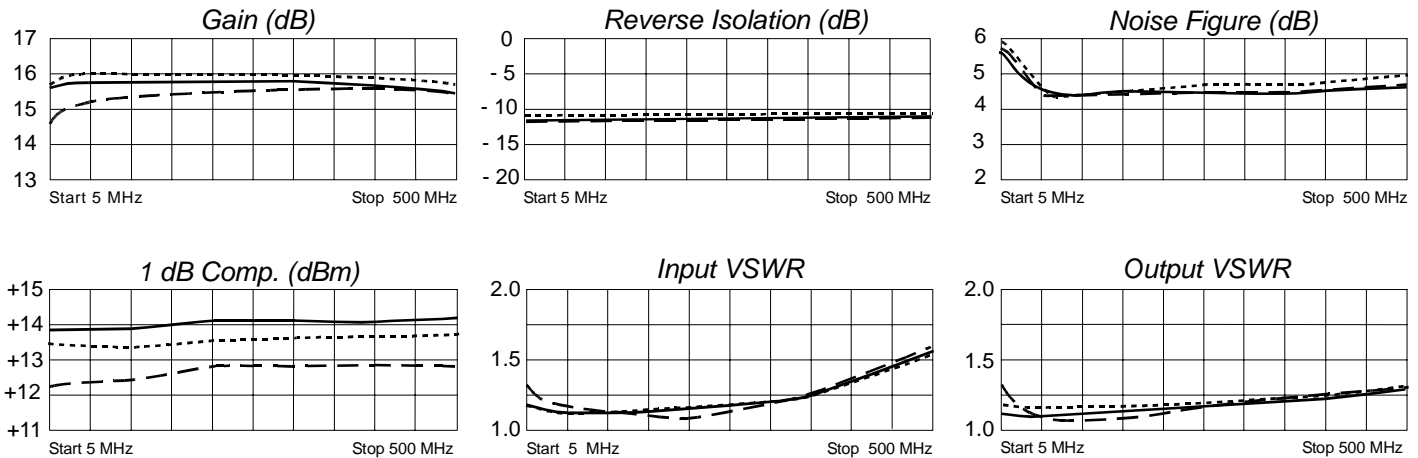 Gain (dB)
17
16
15
14
13
Start 5 MHz
Stop 500 MHz
Reverse Isolation (dB)
0
- 5
- 10
- 15
- 20
Start 5 MHz
Stop 500 MHz
Noise Figure (dB)
6
5
4
3
2
Start 5 MHz
Stop 500 MHz
1 dB Comp. (dBm)
+15
+14
+13
+12
+11
Start 5 MHz
Stop 500 MHz
Input VSWR
2.0
1.5
1.0
Start 5 MHz
Stop 500 MHz
Output VSWR
2.0
1.5
1.0
Start 5 MHz
Stop 500 MHz